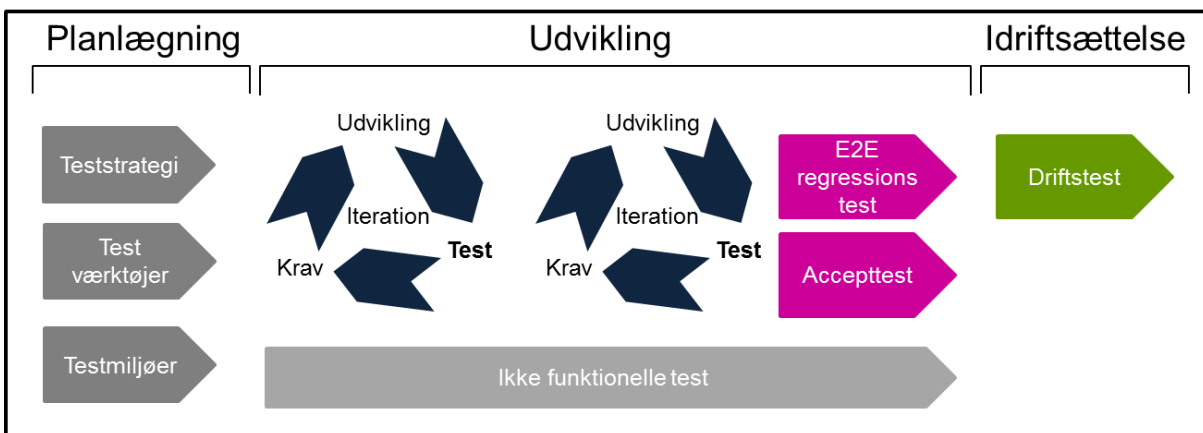 Planlægning
Udvikling
Idriftsættelse
Teststrategi
Test
værktøjer
Testmiljøer
Udvikling
Iteration
Test
Krav
Udvikling
Iteration
Test
Krav
E2E
regressions
test
Accepttest
Ikke funktionelle test
Driftstest